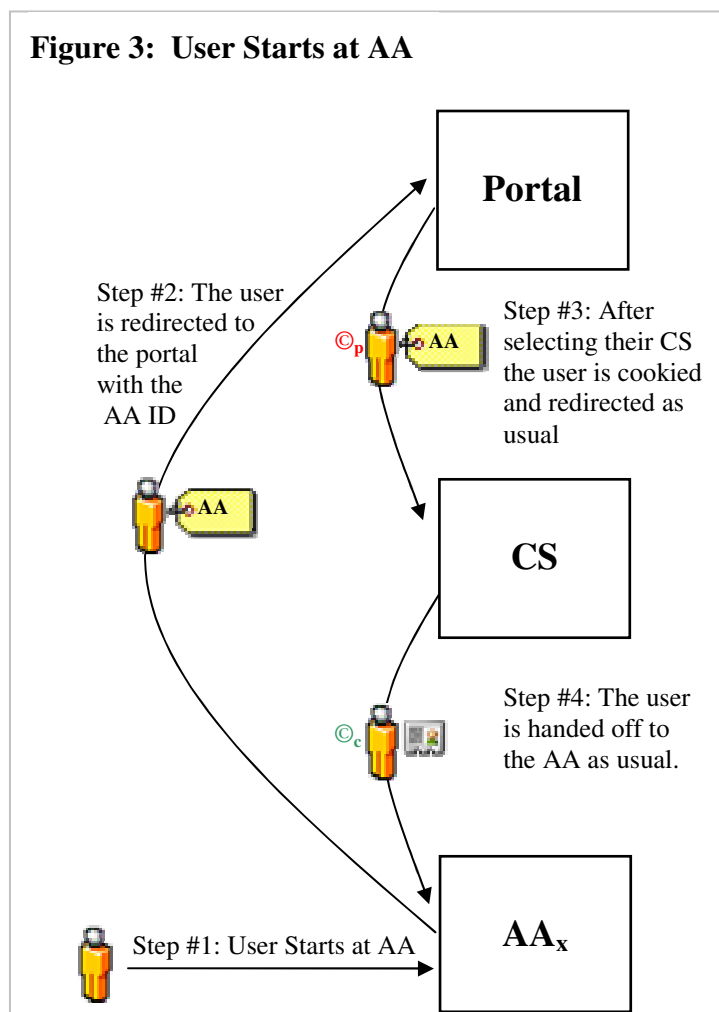 Figure 3: User Starts at AA
Portal
Step #2: The user
is redirected to
the portal
with the
AA ID
©p
AA
Step #3: After
selecting their CS
the user is cookied
and redirected as
usual
AA
CS
©c
Step #4: The user
is handed off to
the AA as usual.
Step #1: User Starts at AA
AAx